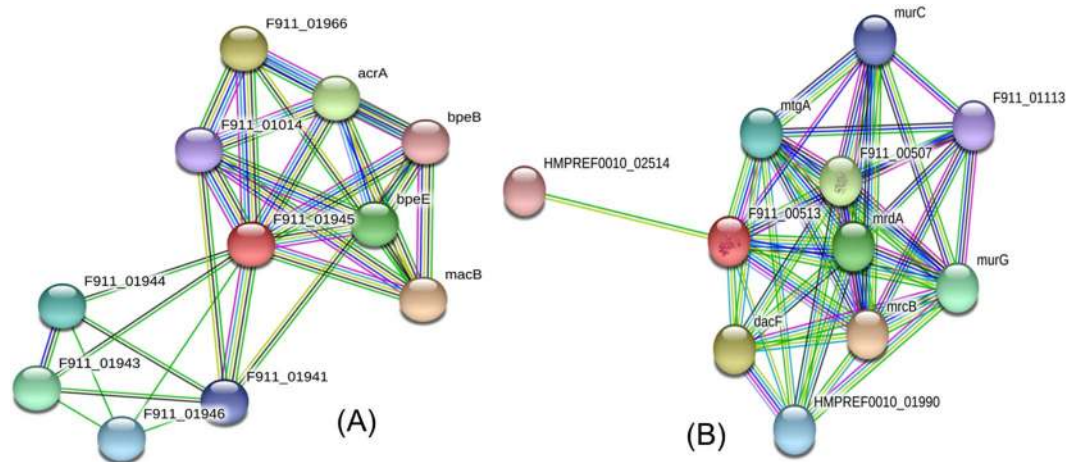 F911_01966
acrA
bpeB
F911_01014
bpeE
F911_01945
macB
F911_01944
F911_01943
F911_01941
F911_01946
(A)
murC
F911_01113
mtgA
F911_00507
HMPREF0010_02514
F911_00513
mrdA
murG
mrcB
dacF
HMPREF0010_01990
(B)